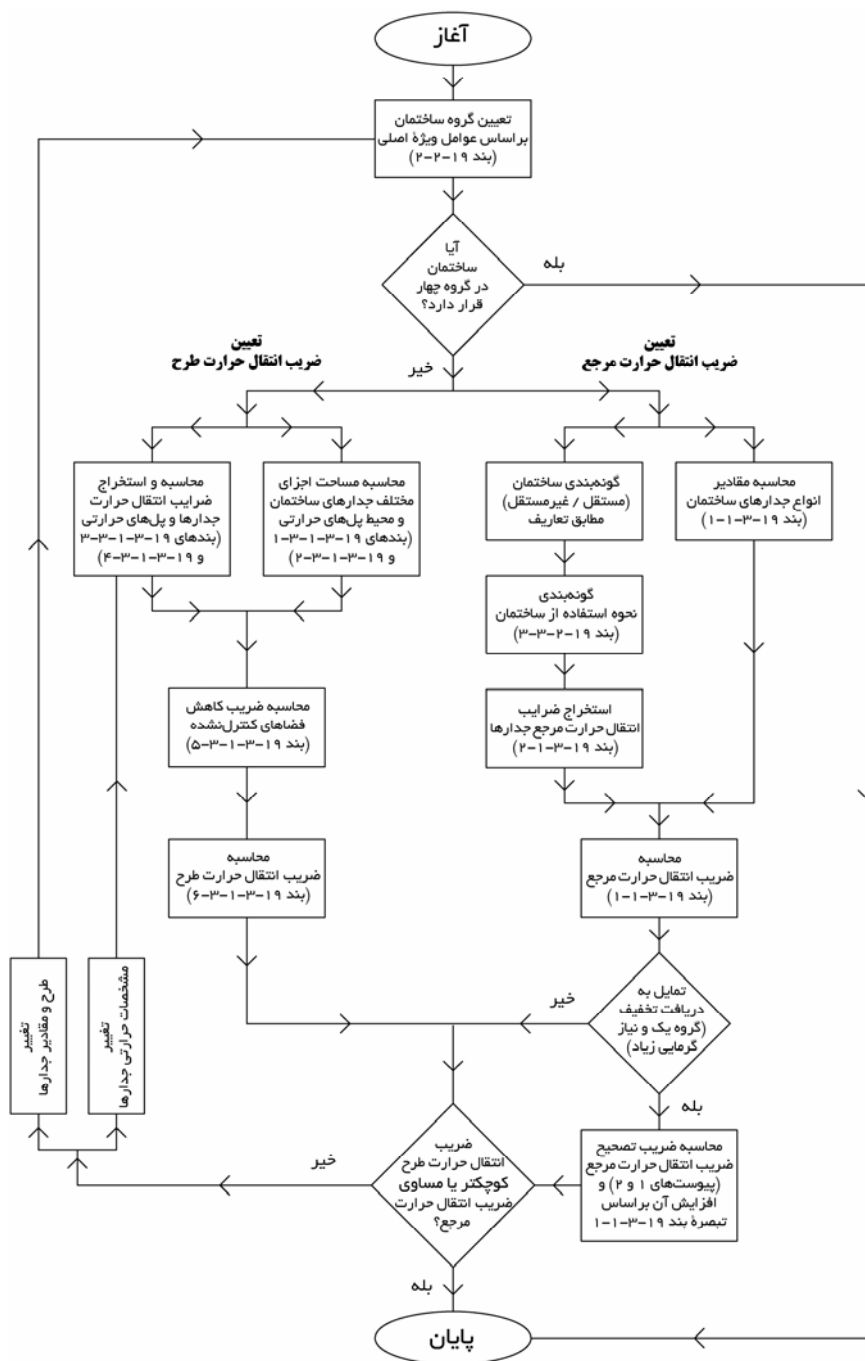 آغاز
تعیین گروه ساختمان
براساس عوامل ویژهٔ اصلی
(بند ۱۹-۲-۲)
آیا
ساختمان
در گروه چهار
قرار دارد؟
بله
خیر
تعیین
ضریب انتقال حرارت مرجع
تعیین
ضریب انتقال حرارت طرح
محاسبه مقادیر
انواع جدارهای ساختمان
(بند ۱۹-۳-۱-۱)
گونه‌بندی ساختمان
(مستقل / غیرمستقل)
مطابق تعاریف
محاسبه مساحت اجزای
مختلف جدارهای ساختمان
و محیط پل‌های حرارتی
(بندهای ۱۹-۳-۱-۳-۱
و ۱۹-۳-۱-۳-۲)
محاسبه و استخراج
ضرایب انتقال حرارت
جدارها و پل‌های حرارتی
(بندهای ۱۹-۳-۱-۳-۳
و ۱۹-۳-۱-۳-۴)
گونه‌بندی
نحوه استفاده از ساختمان
(بند ۱۹-۲-۳-۳)
استخراج ضرایب
انتقال حرارت مرجع جدارها
(بند ۱۹-۳-۱-۲)
محاسبه ضریب کاهش
فضاهای کنترل‌نشده
(بند ۱۹-۳-۱-۳-۵)
محاسبه
ضریب انتقال حرارت مرجع
(بند ۱۹-۳-۱-۱)
محاسبه
ضریب انتقال حرارت طرح
(بند ۱۹-۳-۱-۳-۶)
تمایل به
دریافت تخفیف
(گروه یک و نیاز
گرمایی زیاد)
خیر
بله
تغییر
مشخصات حرارتی جدارها
تغییر
طرح و مقادیر جدارها
محاسبه ضریب تصحیح
ضریب انتقال حرارت مرجع
(پیوست‌های ۱ و ۲) و
افزایش آن براساس
تبصرهٔ بند ۱۹-۳-۱-۱
ضریب
انتقال حرارت طرح
کوچکتر یا مساوی
ضریب انتقال حرارت
مرجع؟
خیر
بله
پایان